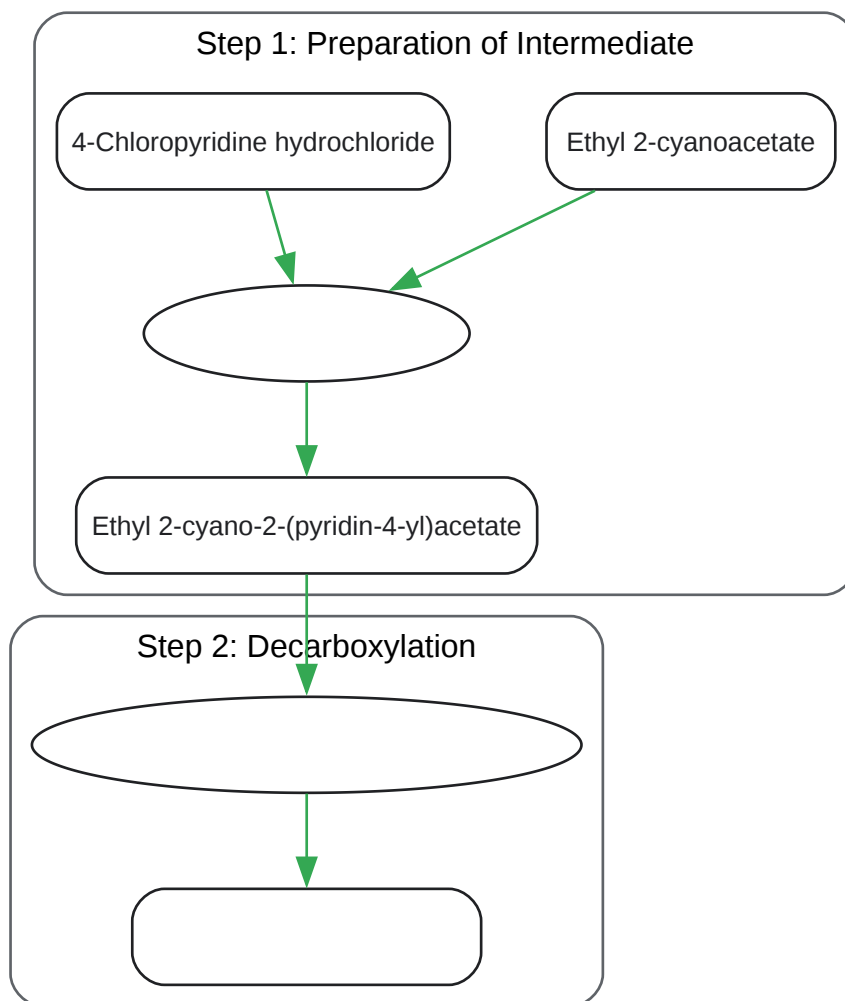 Step 1: Preparation of Intermediate
4-Chloropyridine hydrochloride
Ethyl 2-cyanoacetate
Ethyl 2-cyano-2-(pyridin-4-yl)acetate
Step 2: Decarboxylation